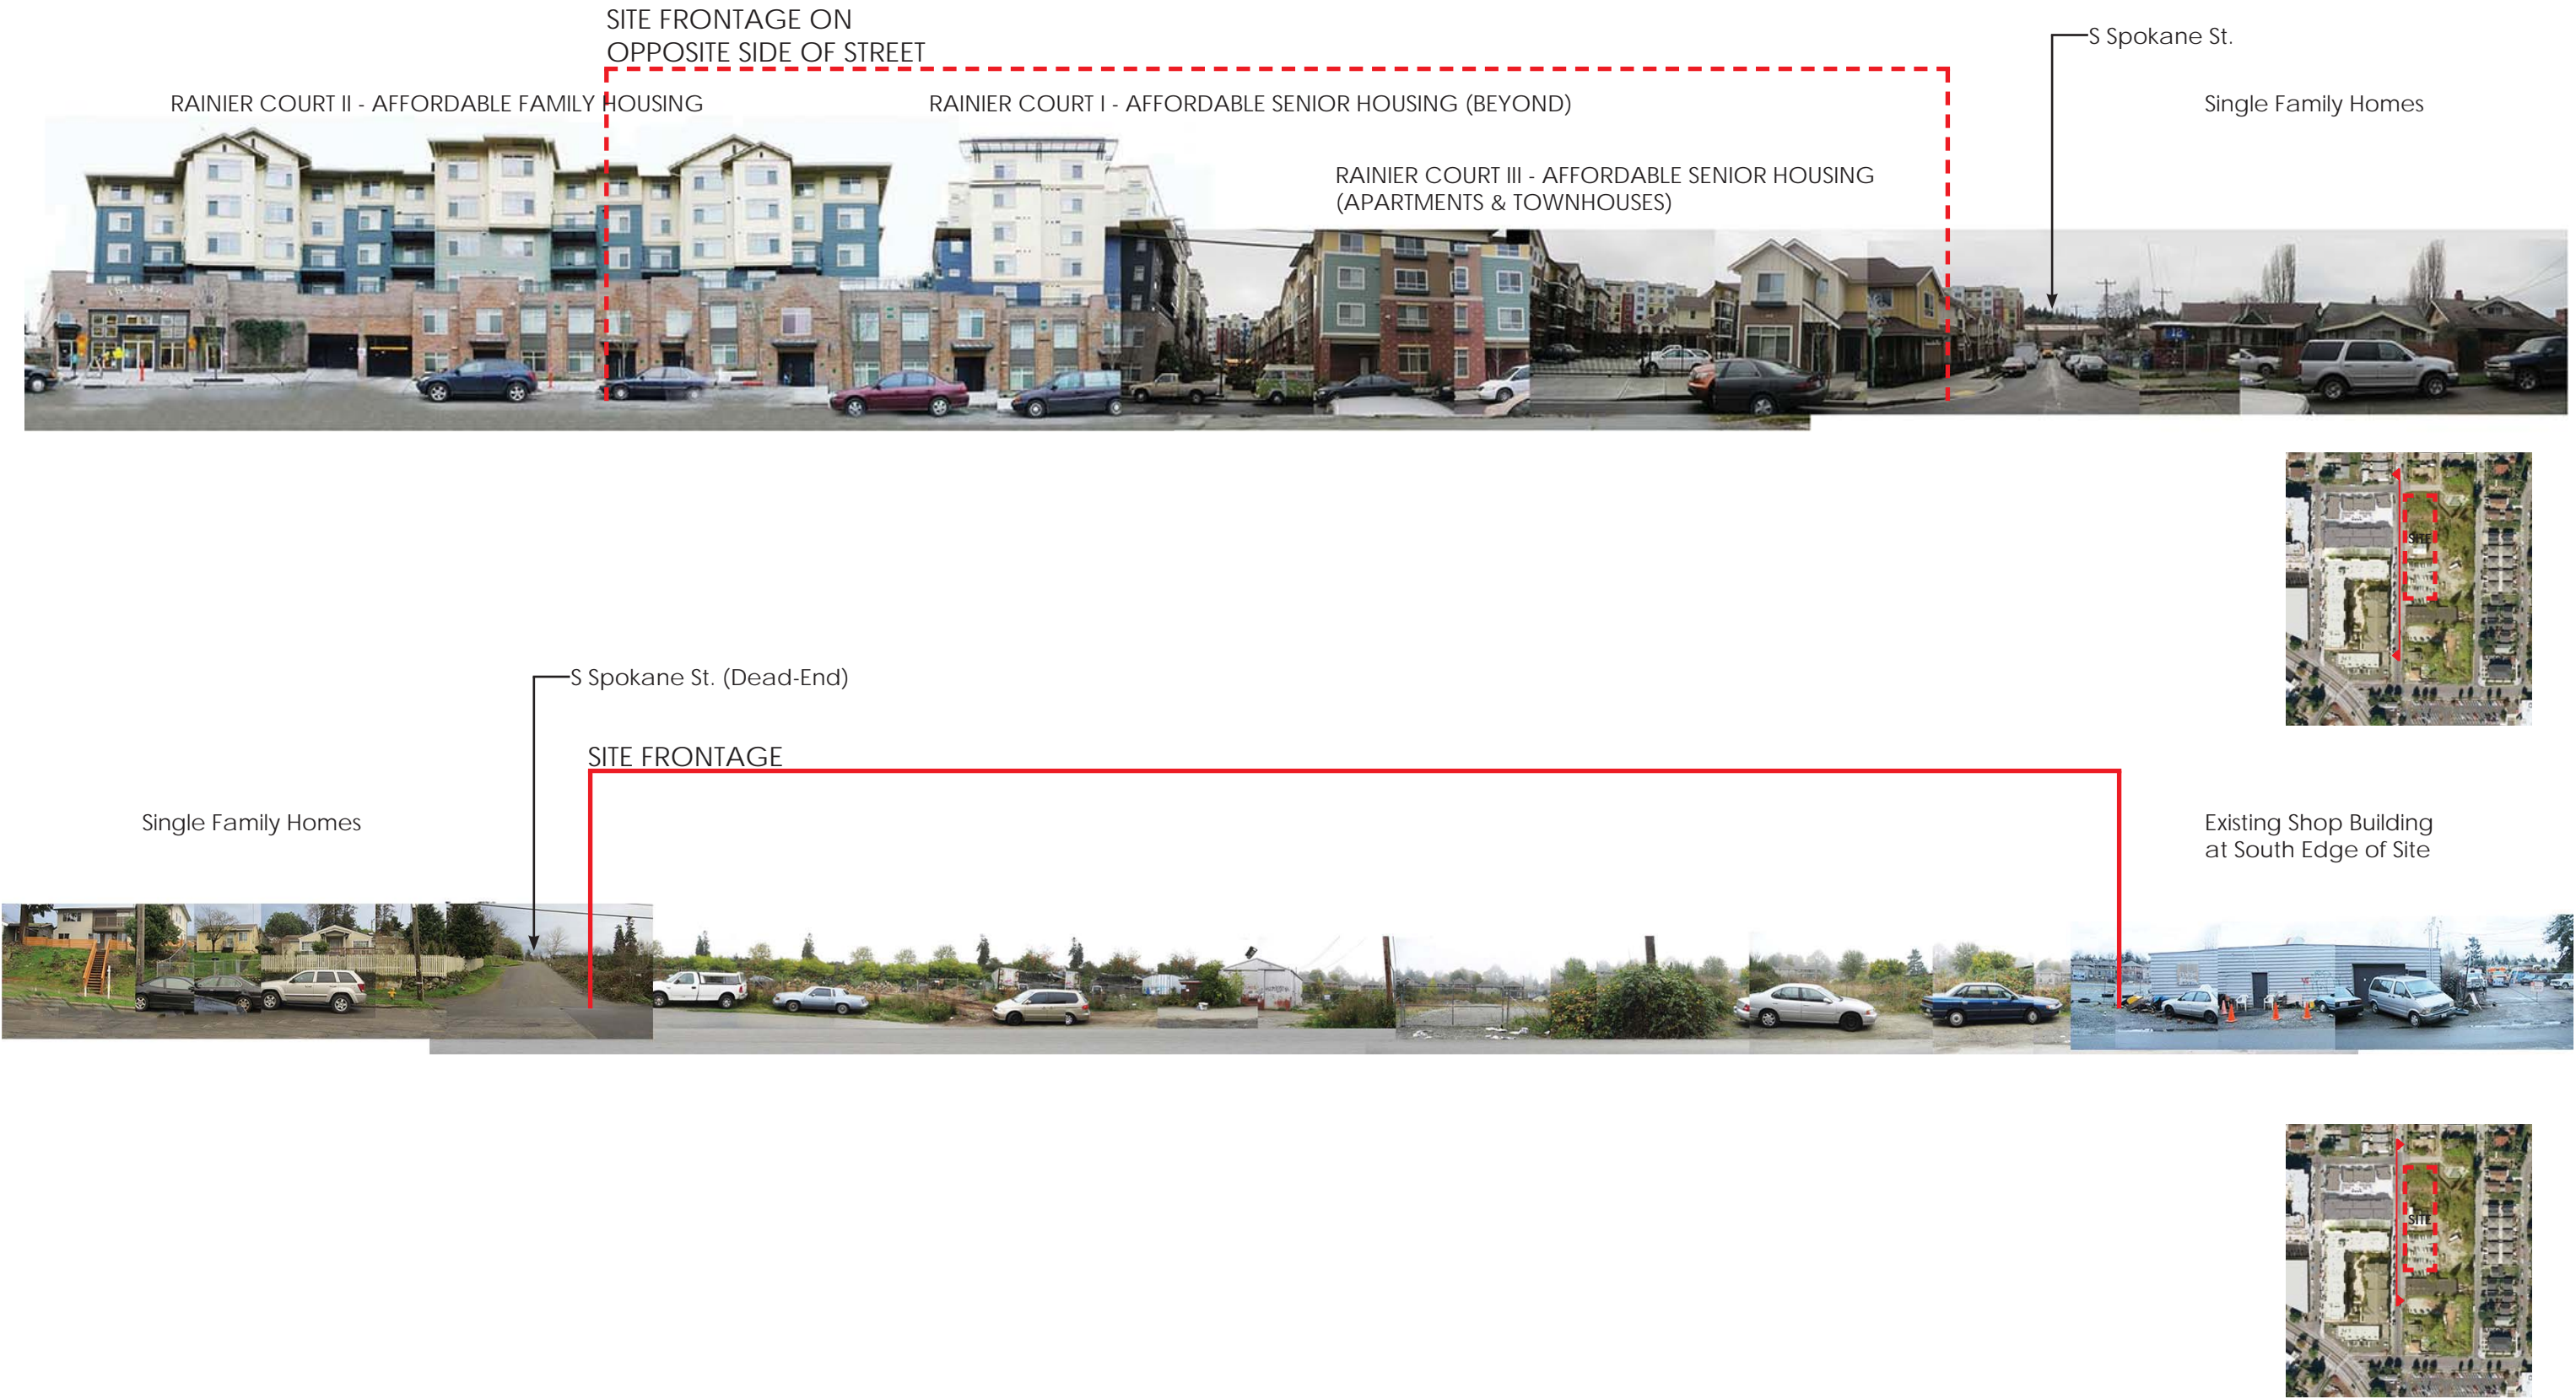 SITE FRONTAGE ON
OPPOSITE SIDE OF STREET
S Spokane St.
RAINIER COURT II - AFFORDABLE FAMILY HOUSING
RAINIER COURT I - AFFORDABLE SENIOR HOUSING (BEYOND)
Single Family Homes
RAINIER COURT III - AFFORDABLE SENIOR HOUSING
(APARTMENTS & TOWNHOUSES)
SITE
S Spokane St. (Dead-End)
SITE FRONTAGE
Single Family Homes
Existing Shop Building
at South Edge of Site
SITE